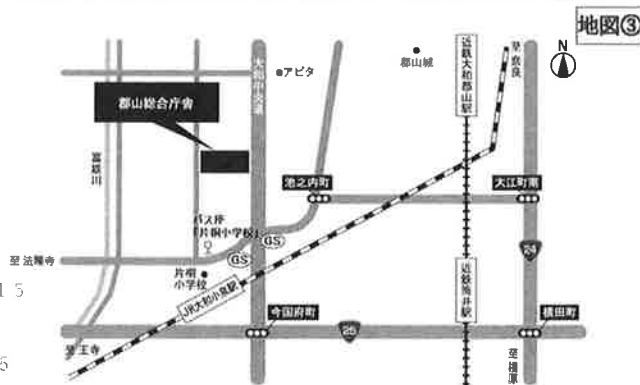 地図③
N
至奈良
近鉄大和郡山駅
郡山城
アピタ
大和中央道
郡山総合庁舎
富雄川
池之内町
大江町南
バス停
「片桐小学校」
GS
GS
24
至 法隆寺
片桐
小学校
JR大和小泉駅
近鉄筒井駅
15
今国府町
25
横田町
至王寺
至橿原
6